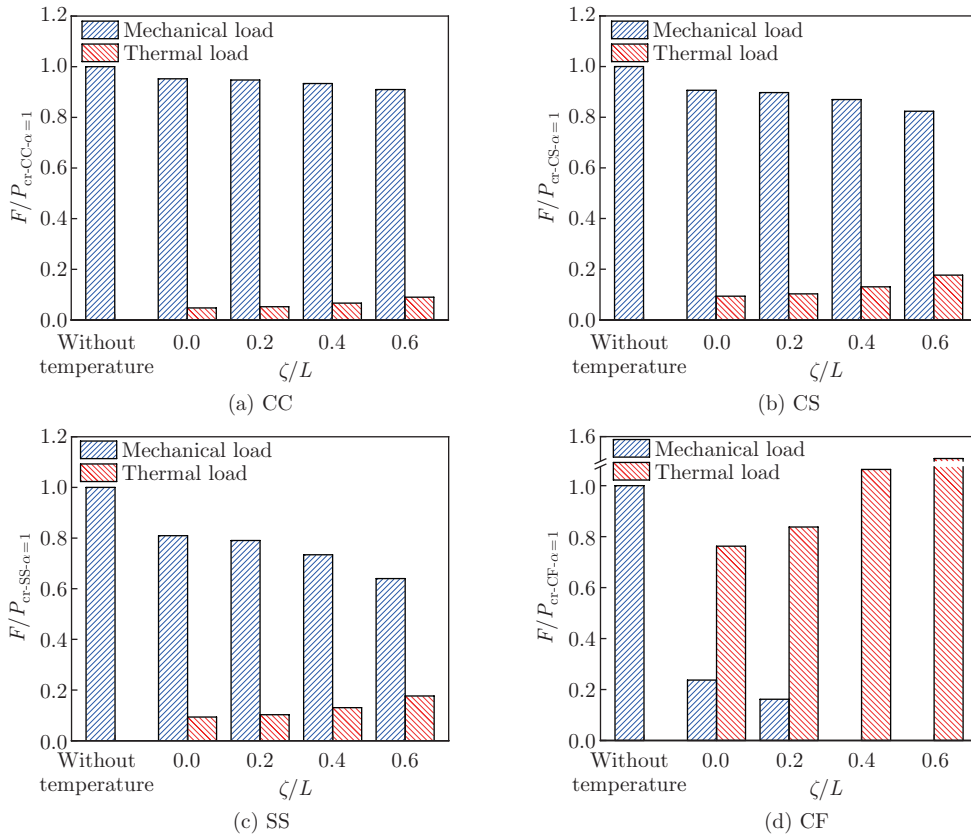 1.2
1.0
0.8
0.6
0.4
0.2
0.0
F/P_cr-CC-α=1
Mechanical load
Thermal load
Without temperature
0.0 0.2 0.4 0.6
ζ/L
(a) CC
1.2
1.0
0.8
0.6
0.4
0.2
0.0
F/P_cr-CS-α=1
Mechanical load
Thermal load
Without temperature
0.0 0.2 0.4 0.6
ζ/L
(b) CS
1.2
1.0
0.8
0.6
0.4
0.2
0.0
F/P_cr-SS-α=1
Mechanical load
Thermal load
Without temperature
0.0 0.2 0.4 0.6
ζ/L
(c) SS
1.6
1.0
0.8
0.6
0.4
0.2
0.0
F/P_cr-CF-α=1
Mechanical load
Thermal load
Without temperature
0.0 0.2 0.4 0.6
ζ/L
(d) CF